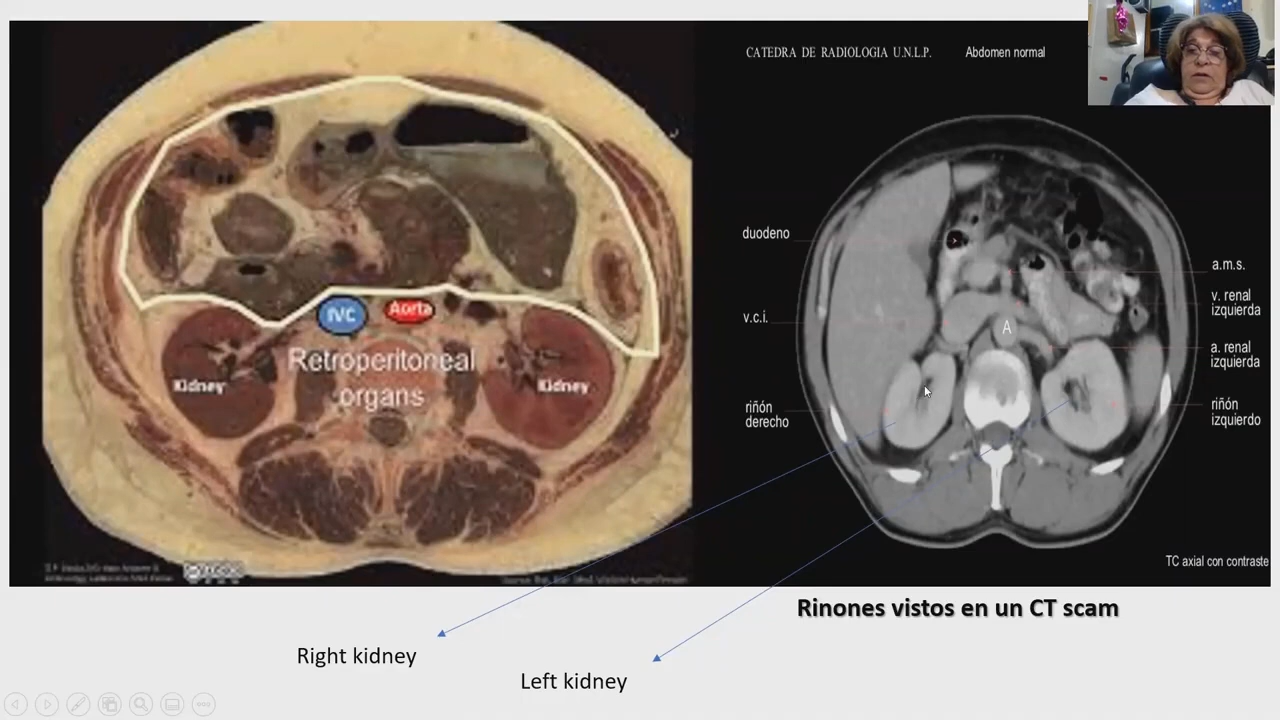 CATEDRA DE RADIOLOGIA U.N.L.P.
Abdomen normal
duodeno
v.c.i.
riñón
derecho
A
a.m.s.
v. renal
izquierda
a. renal
izquierda
riñón
izquierdo
TC axial con contraste
IVC
Aorta
Retroperitoneal
organs
Kidney
Kidney
Rinones vistos en un CT scam
Right kidney
Left kidney